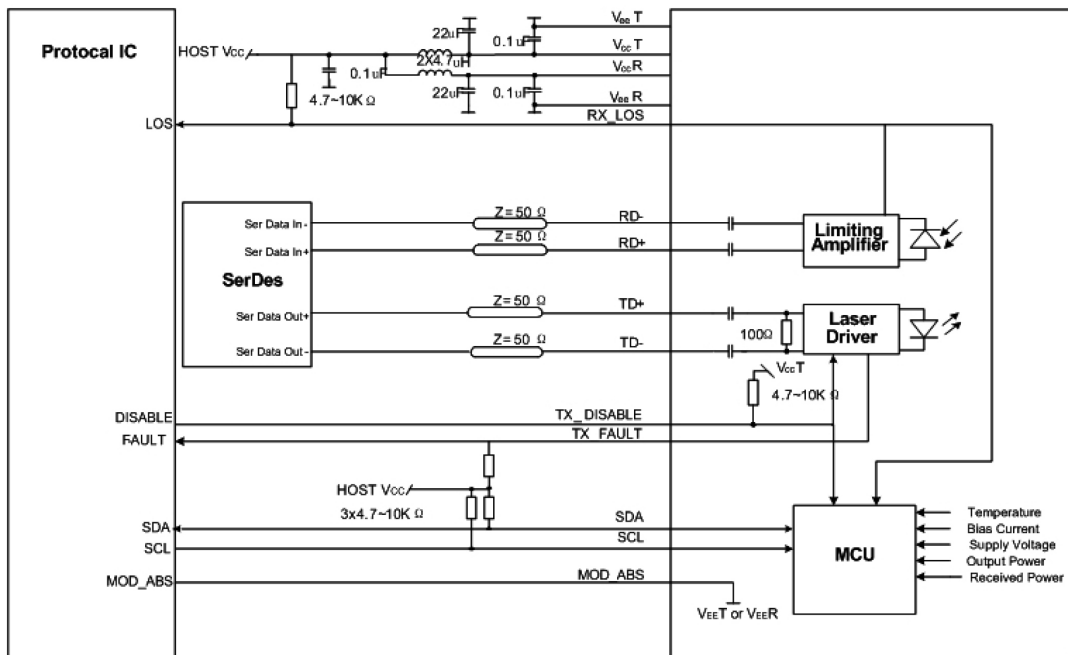 Protocal IC
HOST Vcc
22uF
0.1uF
VeeT
2X4.7uH
VccT
0.1uF
VccR
4.7~10K Ω
22uF
0.1uF
VeeR
LOS
RX_LOS
Ser Data In-
Z= 50 Ω
RD-
Ser Data In+
Z= 50 Ω
RD+
Limiting
Amplifier
SerDes
Ser Data Out+
Z= 50 Ω
TD+
Laser
Driver
100Ω
Ser Data Out-
Z= 50 Ω
TD-
VccT
4.7~10K Ω
DISABLE
TX_DISABLE
FAULT
TX_FAULT
HOST Vcc
3x4.7~10K Ω
SDA
SDA
SCL
SCL
MCU
Temperature
Bias Current
Supply Voltage
Output Power
Received Power
MOD_ABS
MOD_ABS
VEET or VEER